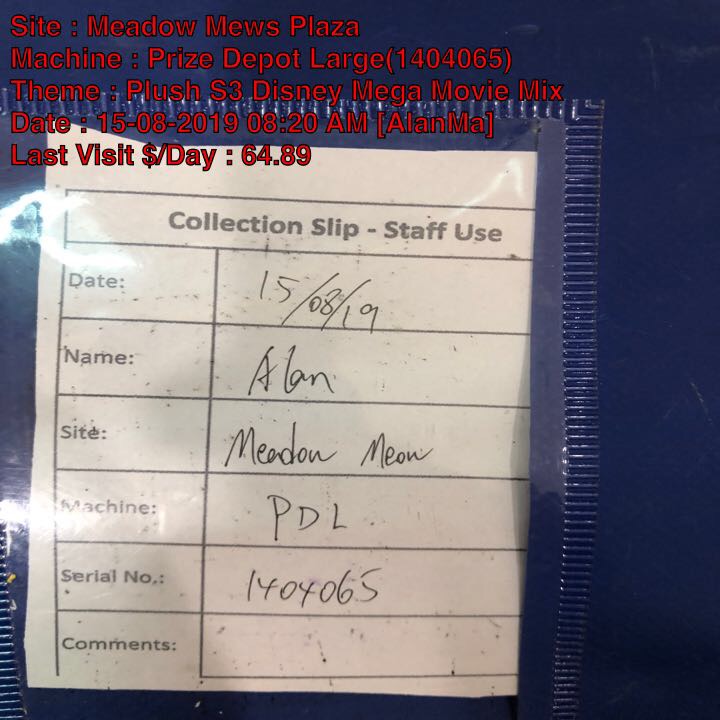 Site : Meadow Mews Plaza
Machine : Prize Depot Large(1404065)
Theme : Plush S3 Disney Mega Movie Mix
Date : 15-08-2019 08:20 AM [AlanMa]
Last Visit $/Day : 64.89
Collection Slip - Staff Use
Date: 15/08/19
Name: Alan
Site: Meadow Meow
Machine: PDL
Serial No.: 1404065
Comments: